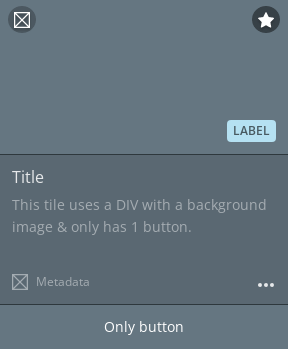 LABEL
Title
This tile uses a DIV with a background
image & only has 1 button.
Metadata
Only button